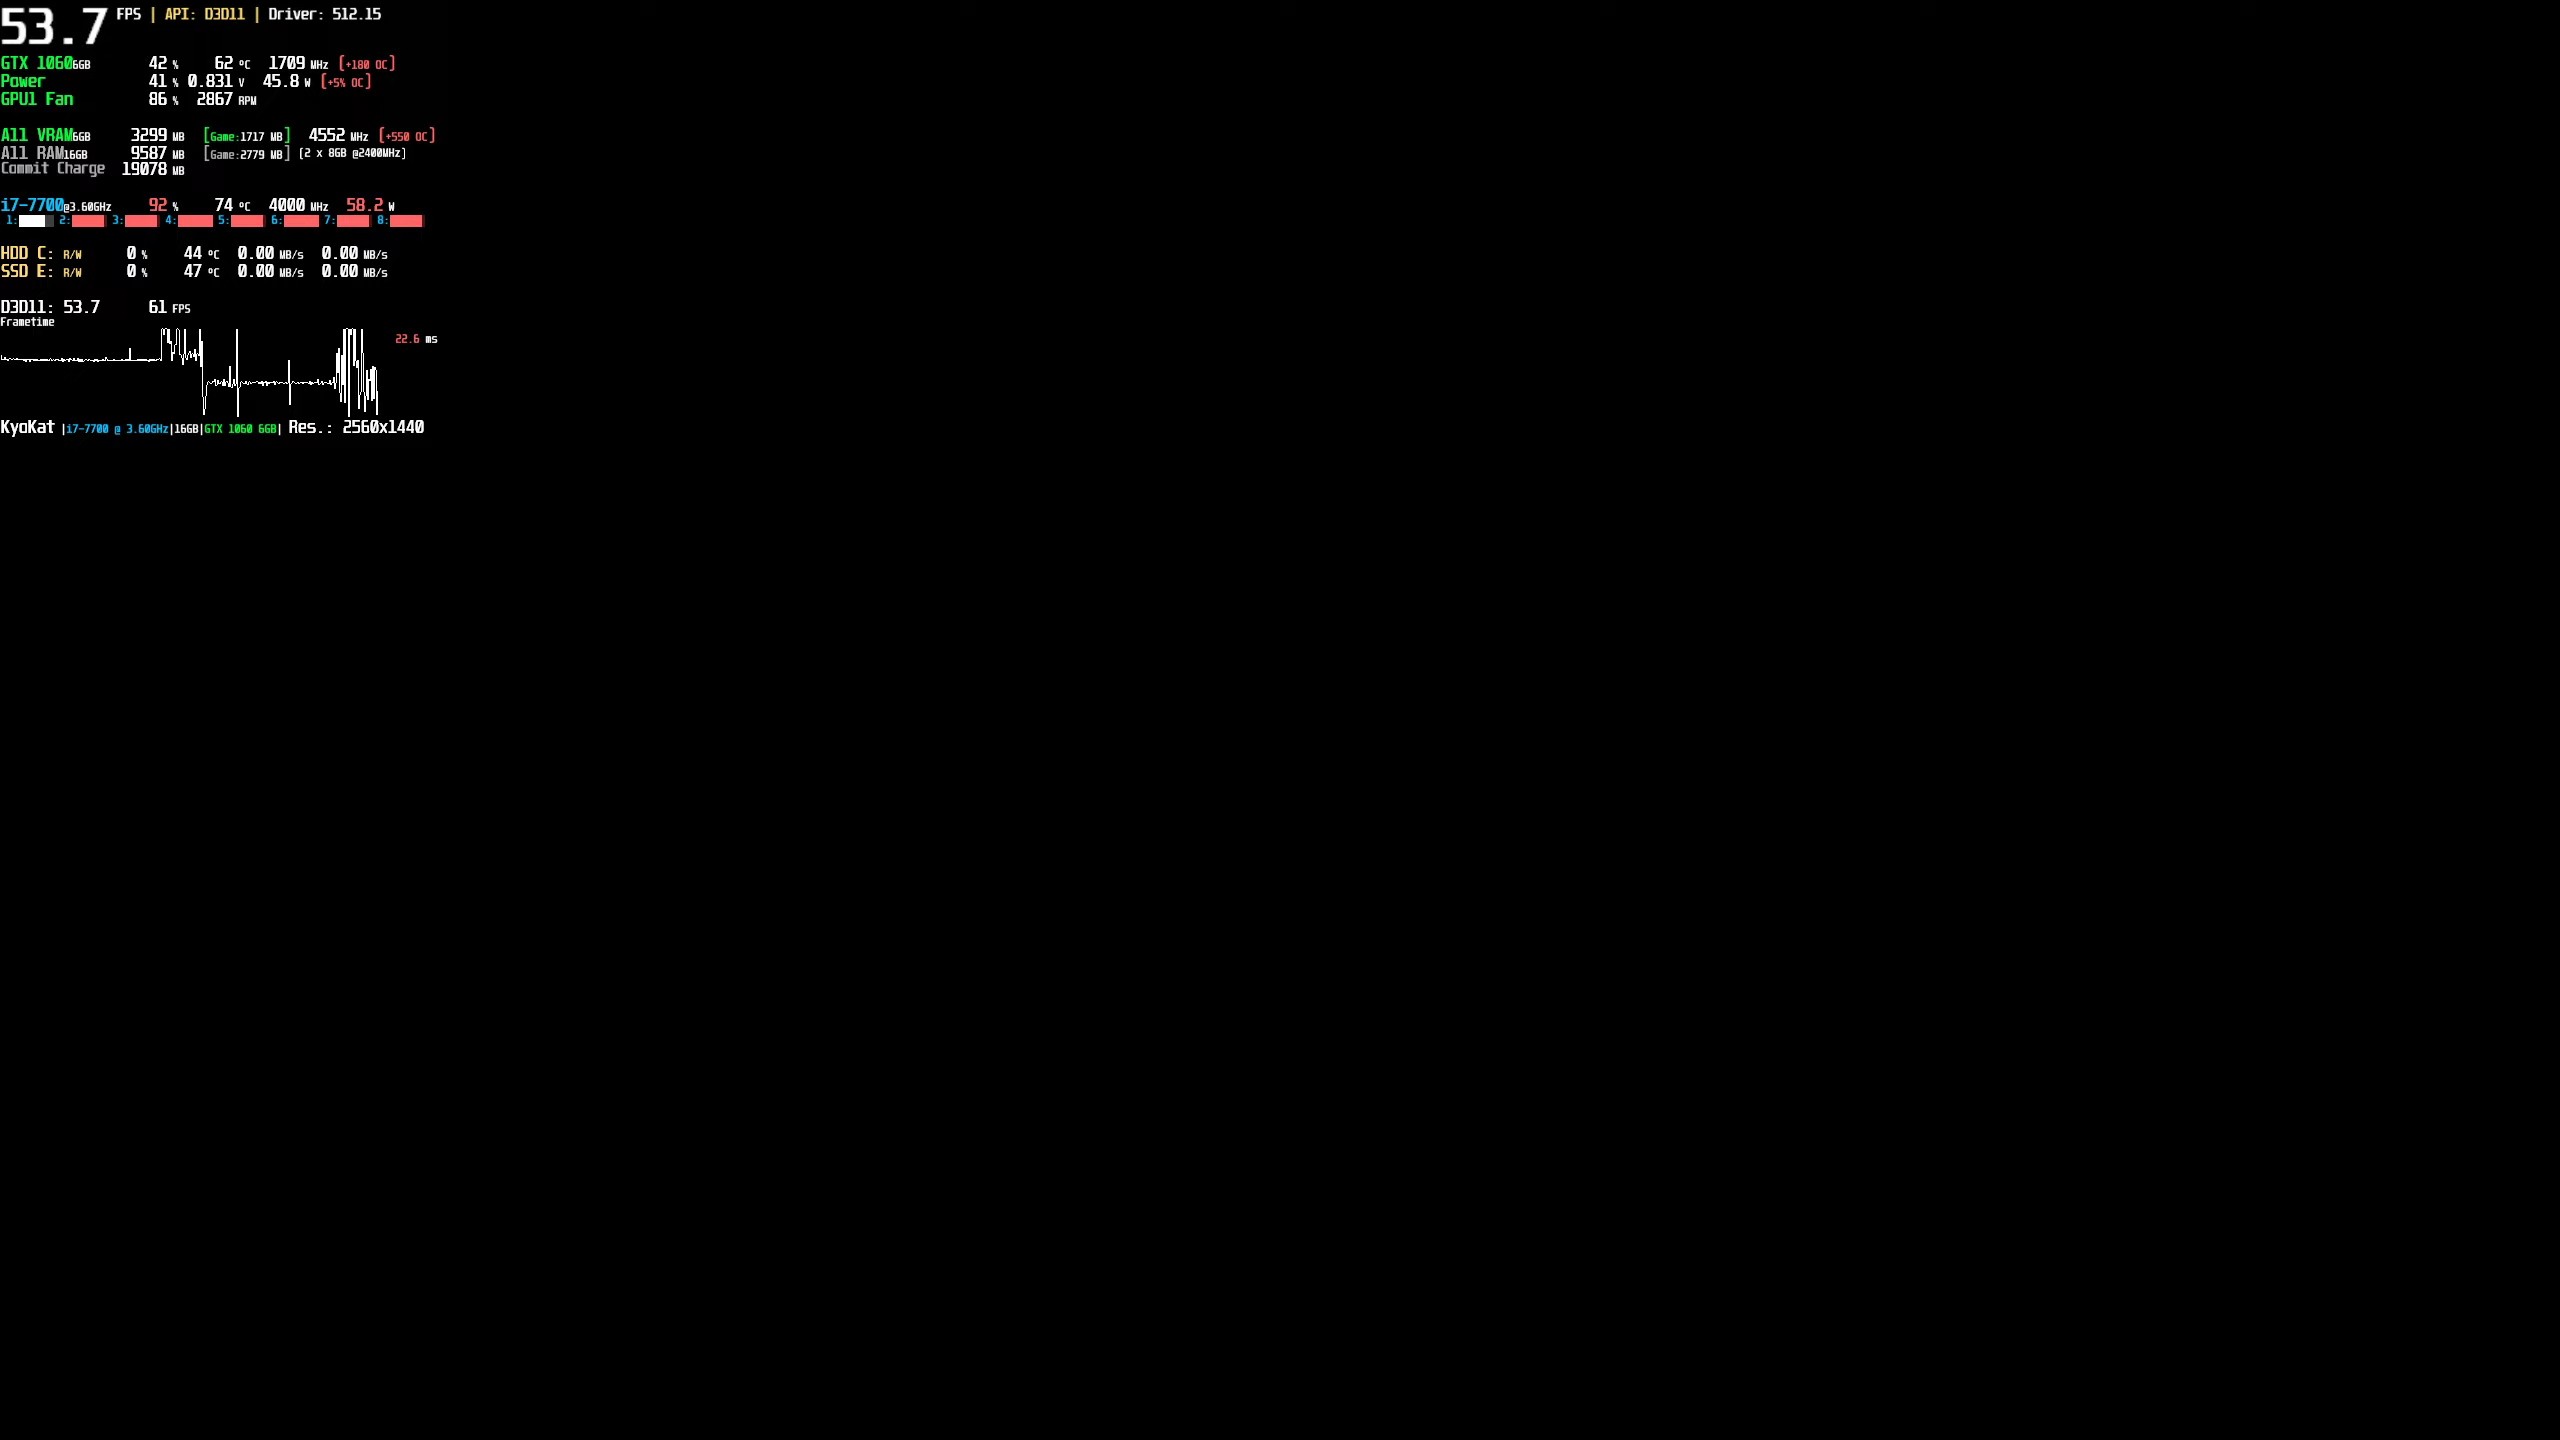 53.7 FPS | API: D3D11 | Driver: 512.15
GTX 1060 6GB 42 % 62 °C 1709 MHz [+180 OC]
Power 41 % 0.831 V 45.8 W [+5% OC]
GPU1 Fan 86 % 2867 RPM
All VRAM 6GB 3299 MB [Game:1717 MB] 4552 MHz [+550 OC]
All RAM 16GB 9587 MB [Game:2779 MB] [2 x 8GB @2400MHz]
Commit Charge 19078 MB
i7-7700 @3.60GHz 92 % 74 °C 4000 MHz 58.2 W
1: 2: 3: 4: 5: 6: 7: 8:
HDD C: R/W 0 % 44 °C 0.00 MB/s 0.00 MB/s
SSD E: R/W 0 % 47 °C 0.00 MB/s 0.00 MB/s
D3D11: 53.7 61 FPS
Frametime
22.6 ms
KyoKat |i7-7700 @ 3.60GHz|16GB|GTX 1060 6GB| Res.: 2560x1440